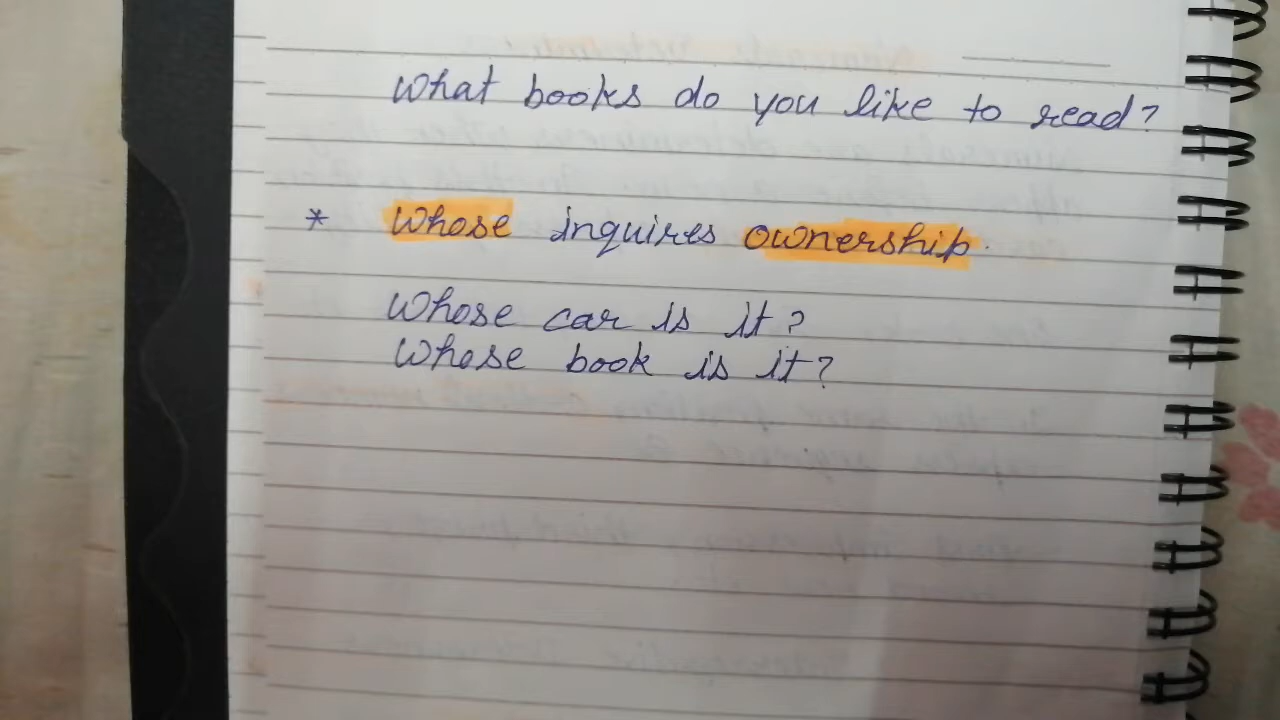 What books do you like to read?
* Whose inquires ownership.
Whose car is it?
Whose book is it?